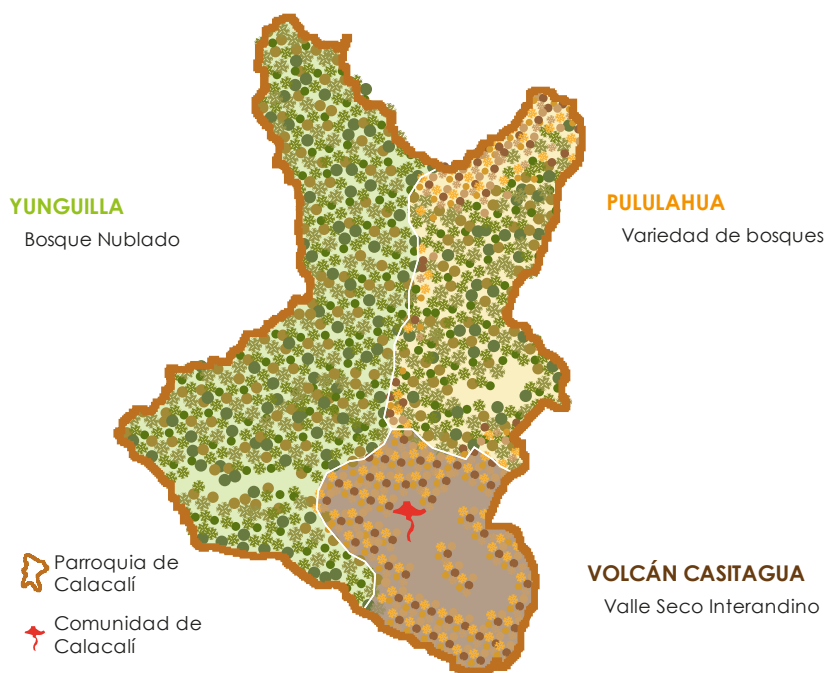 YUNGUILLA
Bosque Nublado
PULULAHUA
Variedad de bosques
VOLCÁN CASITAGUA
Valle Seco Interandino
Parroquia de
Calacalí
Comunidad de
Calacalí